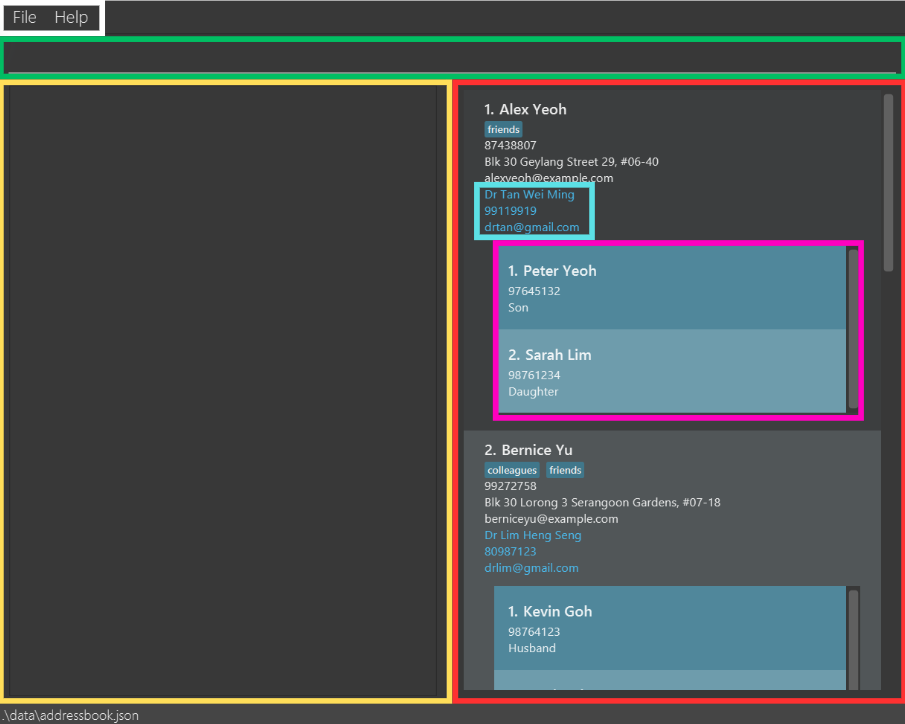 File Help
1. Alex Yeoh
friends
87438807
Blk 30 Geylang Street 29, #06-40
alexyeoh@example.com
Dr Tan Wei Ming
99119919
drtan@gmail.com
1. Peter Yeoh
97645132
Son
2. Sarah Lim
98761234
Daughter
2. Bernice Yu
colleagues friends
99272758
Blk 30 Lorong 3 Serangoon Gardens, #07-18
berniceyu@example.com
Dr Lim Heng Seng
80987123
drlim@gmail.com
1. Kevin Goh
98764123
Husband
.\data\addressbook.json